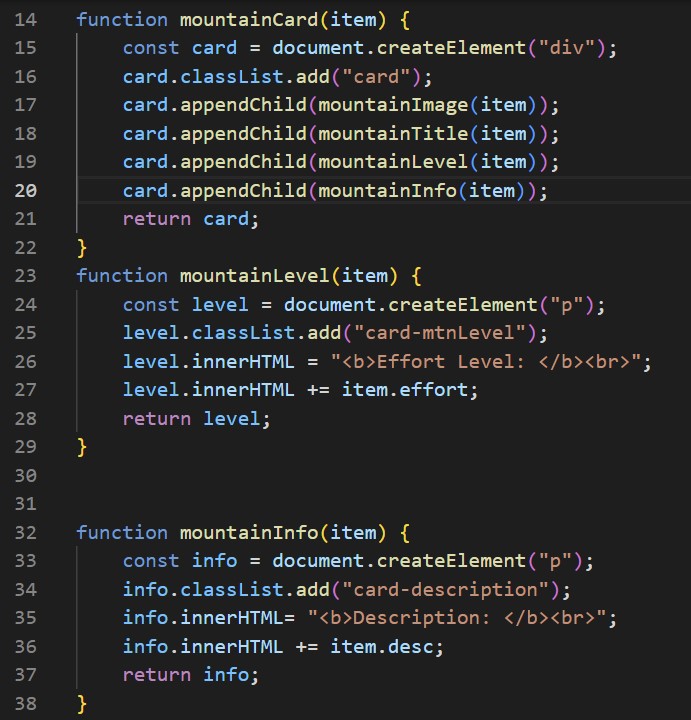 14 function mountainCard(item) {
15     const card = document.createElement("div");
16     card.classList.add("card");
17     card.appendChild(mountainImage(item));
18     card.appendChild(mountainTitle(item));
19     card.appendChild(mountainLevel(item));
20     card.appendChild(mountainInfo(item));
21     return card;
22 }
23 function mountainLevel(item) {
24     const level = document.createElement("p");
25     level.classList.add("card-mtnLevel");
26     level.innerHTML = "<b>Effort Level: </b><br>";
27     level.innerHTML += item.effort;
28     return level;
29 }
30
31
32 function mountainInfo(item) {
33     const info = document.createElement("p");
34     info.classList.add("card-description");
35     info.innerHTML= "<b>Description: </b><br>";
36     info.innerHTML += item.desc;
37     return info;
38 }